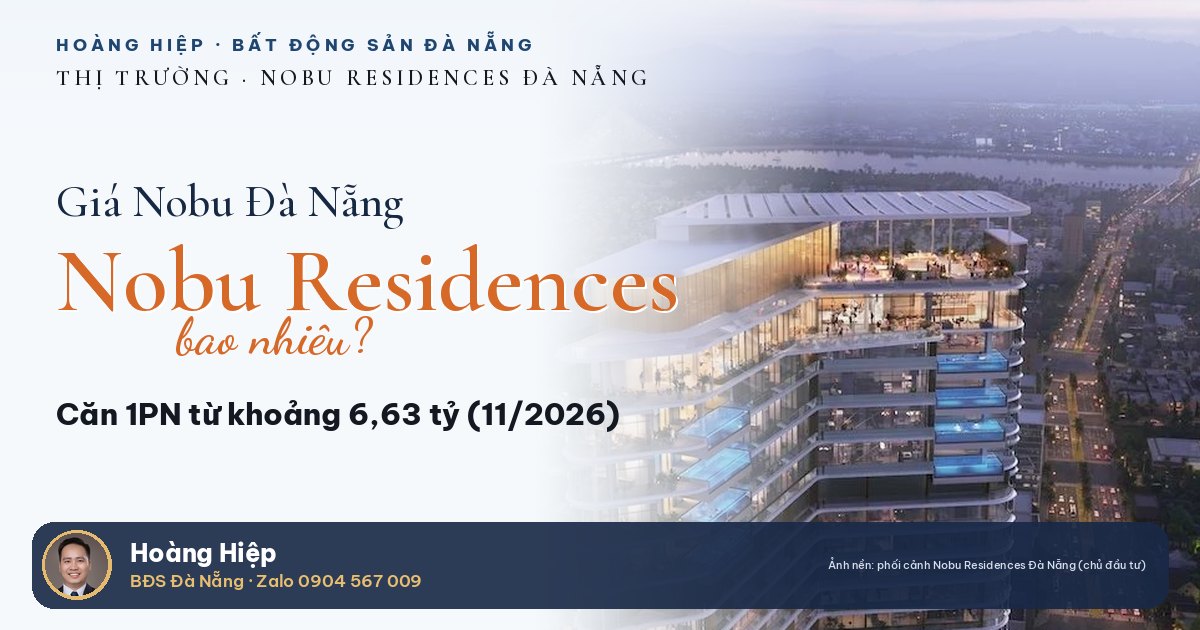 HOÀNG HIỆP · BẤT ĐỘNG SẢN ĐÀ NẴNG
THỊ TRƯỜNG · NOBU RESIDENCES ĐÀ NẴNG
Giá Nobu Đà Nẵng
Nobu Residences
bao nhiêu?
Căn 1PN từ khoảng 6,63 tỷ (11/2026)
Hoàng Hiệp
BĐS Đà Nẵng · Zalo 0904 567 009
Ảnh nền: phối cảnh Nobu Residences Đà Nẵng (chủ đầu tư)